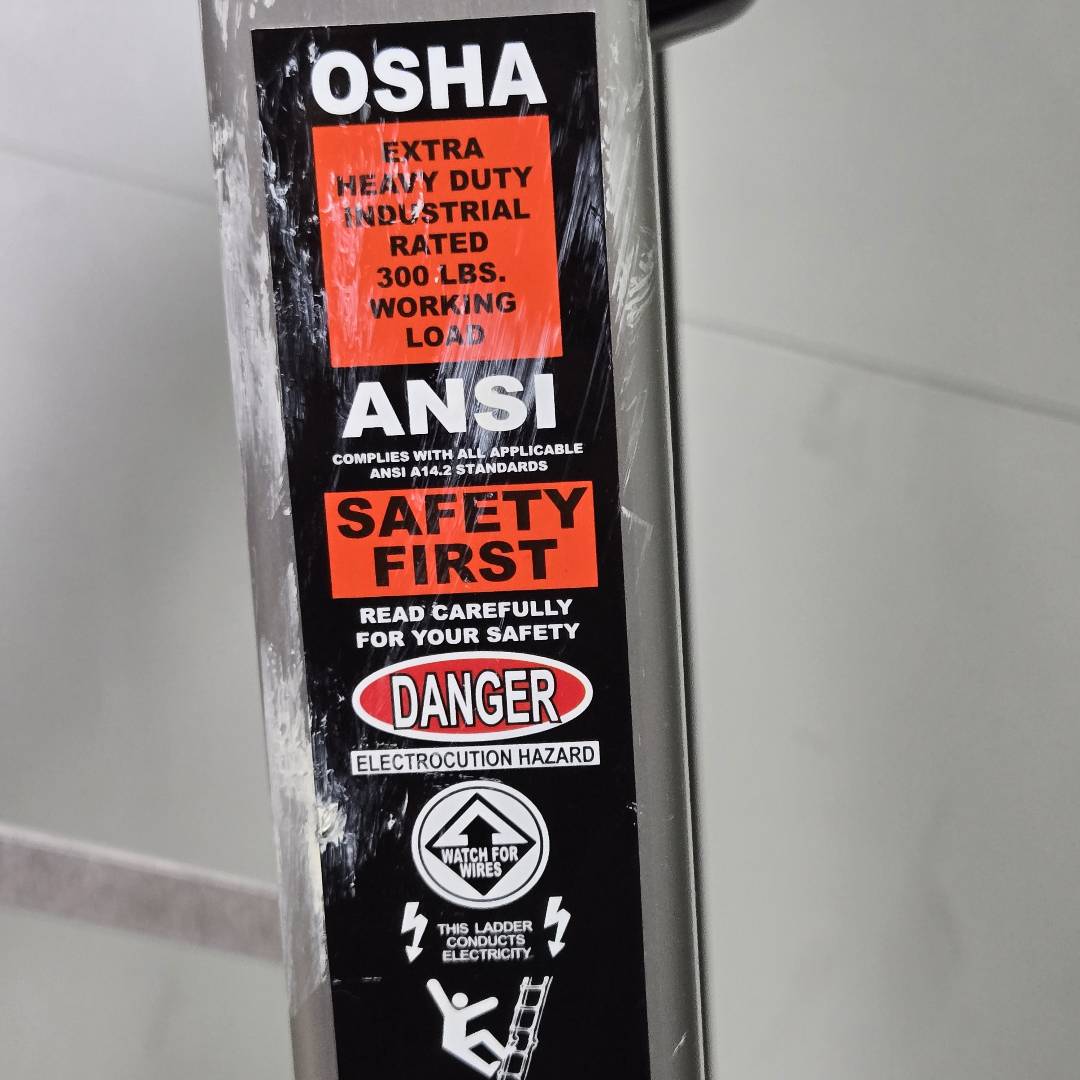 OSHA
EXTRA
HEAVY DUTY
INDUSTRIAL
RATED
300 LBS.
WORKING
LOAD
ANSI
COMPLIES WITH ALL APPLICABLE
ANSI A14.2 STANDARDS
SAFETY
FIRST
READ CAREFULLY
FOR YOUR SAFETY
DANGER
ELECTROCUTION HAZARD
WATCH FOR
WIRES
THIS LADDER
CONDUCTS
ELECTRICITY